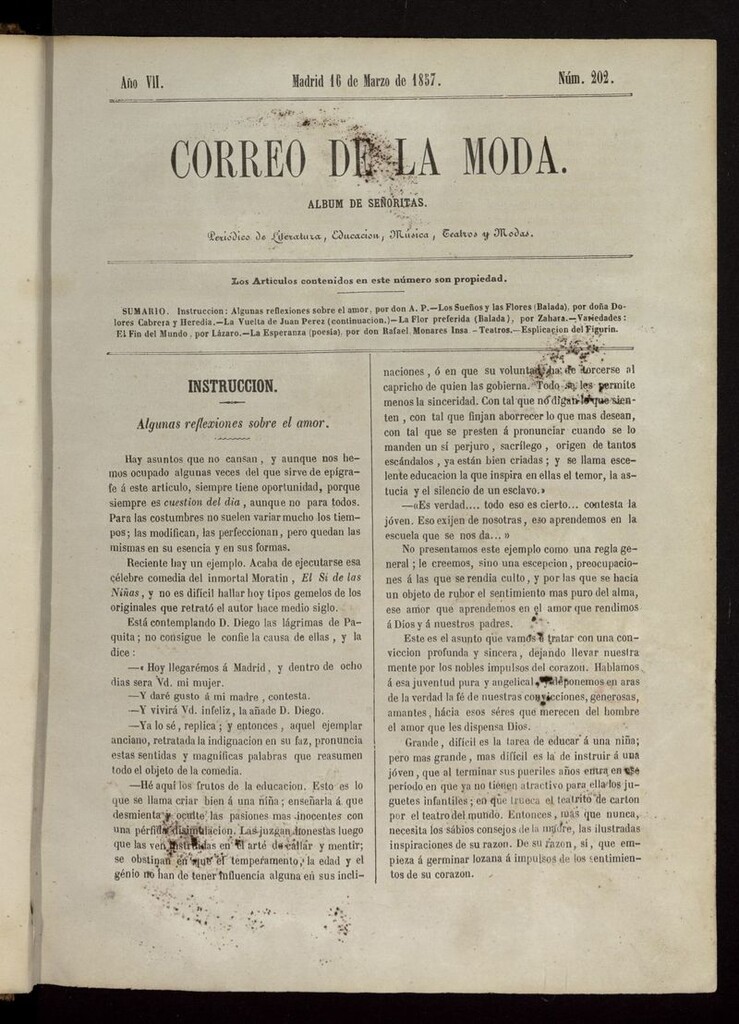 Año VII.
Madrid 16 de Marzo de 1857.
Núm. 202.
CORREO DE LA MODA.
ALBUM DE SEÑORITAS.
Periódico de Literatura, Educacion, Música, Teatros y Modas.
Los Artículos contenidos en este número son propiedad.
SUMARIO. Instruccion: Algunas reflexiones sobre el amor, por don A. P.—Los Sueños y las Flores (Balada), por doña Do-
lores Cabrera y Heredia.—La Vuelta de Juan Perez (continuacion.)—La Flor preferida (Balada), por Zahara.—Variedades:
El Fin del Mundo, por Lázaro.—La Esperanza (poesía), por don Rafael Monares Insa —Teatros.—Esplicacion del Figurin.
INSTRUCCION.
Algunas reflexiones sobre el amor.
Hay asuntos que no cansan, y aunque nos he-
mos ocupado algunas veces del que sirve de epígra-
fe á este artículo, siempre tiene oportunidad, porque
siempre es cuestion del dia, aunque no para todos.
Para las costumbres no suelen variar mucho los tiem-
pos; las modifican, las perfeccionan, pero quedan las
mismas en su esencia y en sus formas.
Reciente hay un ejemplo. Acaba de ejecutarse esa
célebre comedia del inmortal Moratin, El Sí de las
Niñas, y no es dificil hallar hoy tipos gemelos de los
originales que retrató el autor hace medio siglo.
Está contemplando D. Diego las lágrimas de Pa-
quita; no consigue le confie la causa de ellas, y la
dice:
—«Hoy llegarémos á Madrid, y dentro de ocho
dias sera Vd. mi mujer.
—Y daré gusto á mi madre, contesta.
—Y vivirá Vd. infeliz, la añade D. Diego.
—Ya lo sé, replica; y entonces, aquel ejemplar
anciano, retratada la indignacion en su faz, pronuncia
estas sentidas y magnificas palabras que reasumen
todo el objeto de la comedia.
—Hé aquí los frutos de la educacion. Esto es lo
que se llama criar bien á una niña; enseñarla á que
desmienta y oculte las pasiones mas inocentes con
una pérfida disimulacion. Las juzgan honestas luego
que las ven instruidas en el arte de callar y mentir;
se obstinan en que el temperamento, la edad y el
génio no han de tener influencia alguna en sus incli-
naciones, ó en que su voluntad ha de torcerse al
capricho de quien las gobierna. Todo se les permite
menos la sinceridad. Con tal que no digan lo que sien-
ten, con tal que finjan aborrecer lo que mas desean,
con tal que se presten á pronunciar cuando se lo
manden un sí perjuro, sacrílego, origen de tantos
escándalos, ya están bien criadas; y se llama esce-
lente educacion la que inspira en ellas el temor, la as-
tucia y el silencio de un esclavo.»
—«Es verdad.... todo eso es cierto... contesta la
jóven. Eso exijen de nosotras, eso aprendemos en la
escuela que se nos da...»
No presentamos este ejemplo como una regla ge-
neral; le creemos, sino una escepcion, preocupacio-
nes á las que se rendia culto, y por las que se hacia
un objeto de rubor el sentimiento mas puro del alma,
ese amor que aprendemos en el amor que rendimos
á Dios y á nuestros padres.
Este es el asunto que vamos á tratar con una con-
viccion profunda y sincera, dejando llevar nuestra
mente por los nobles impulsos del corazon. Hablamos
á esa juventud pura y angelical, y deponemos en aras
de la verdad la fé de nuestras convicciones, generosas,
amantes, hácia esos séres que merecen del hombre
el amor que les dispensa Dios.
Grande, difícil es la tarea de educar á una niña;
pero mas grande, mas difícil es la de instruir á una
jóven, que al terminar sus pueriles años entra en ese
período en que ya no tienen atractivo para ella los ju-
guetes infantiles; en que trueca el teatrito de carton
por el teatro del mundo. Entonces, mas que nunca,
necesita los sábios consejos de la madre, las ilustradas
inspiraciones de su razon. De su razon, sí, que em-
pieza á germinar lozana á impulsos de los sentimien-
tos de su corazon.